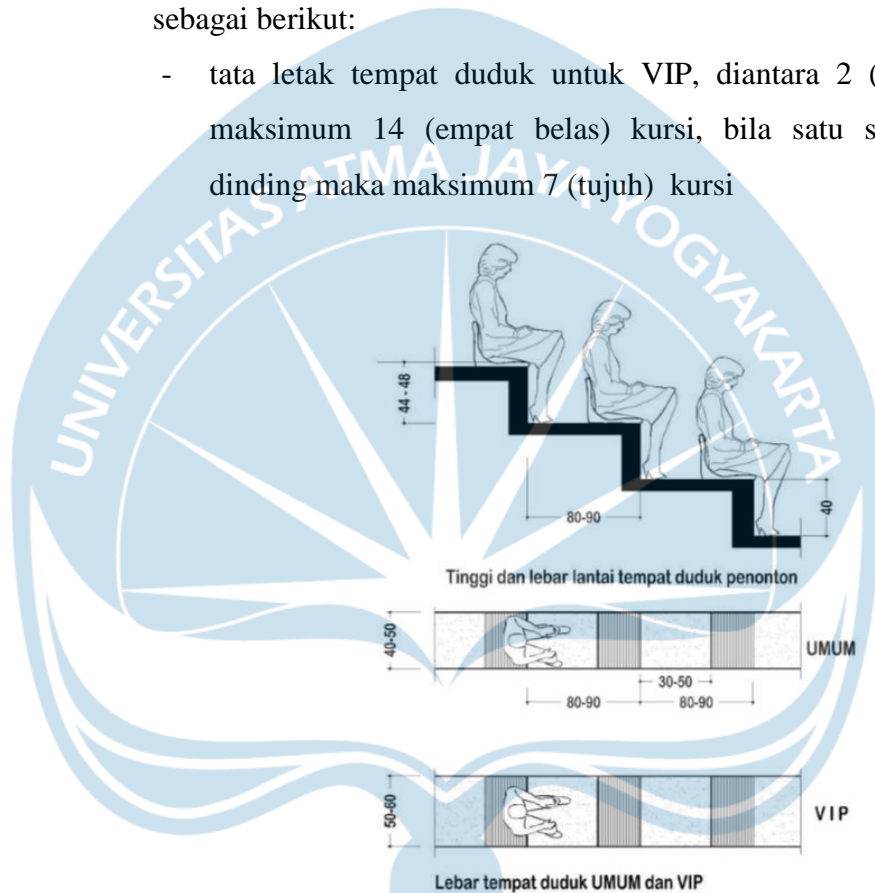 sebagai berikut:
- tata letak tempat duduk untuk VIP, diantara 2 (
maksimum 14 (empat belas) kursi, bila satu s
dinding maka maksimum 7 (tujuh) kursi
UNIVERSITAS ATMA JAYA YOGYAKARTA
44 - 48
80-90
40
Tinggi dan lebar lantai tempat duduk penonton
40-50
UMUM
30-50
80-90
80-90
50-60
VIP
Lebar tempat duduk UMUM dan VIP